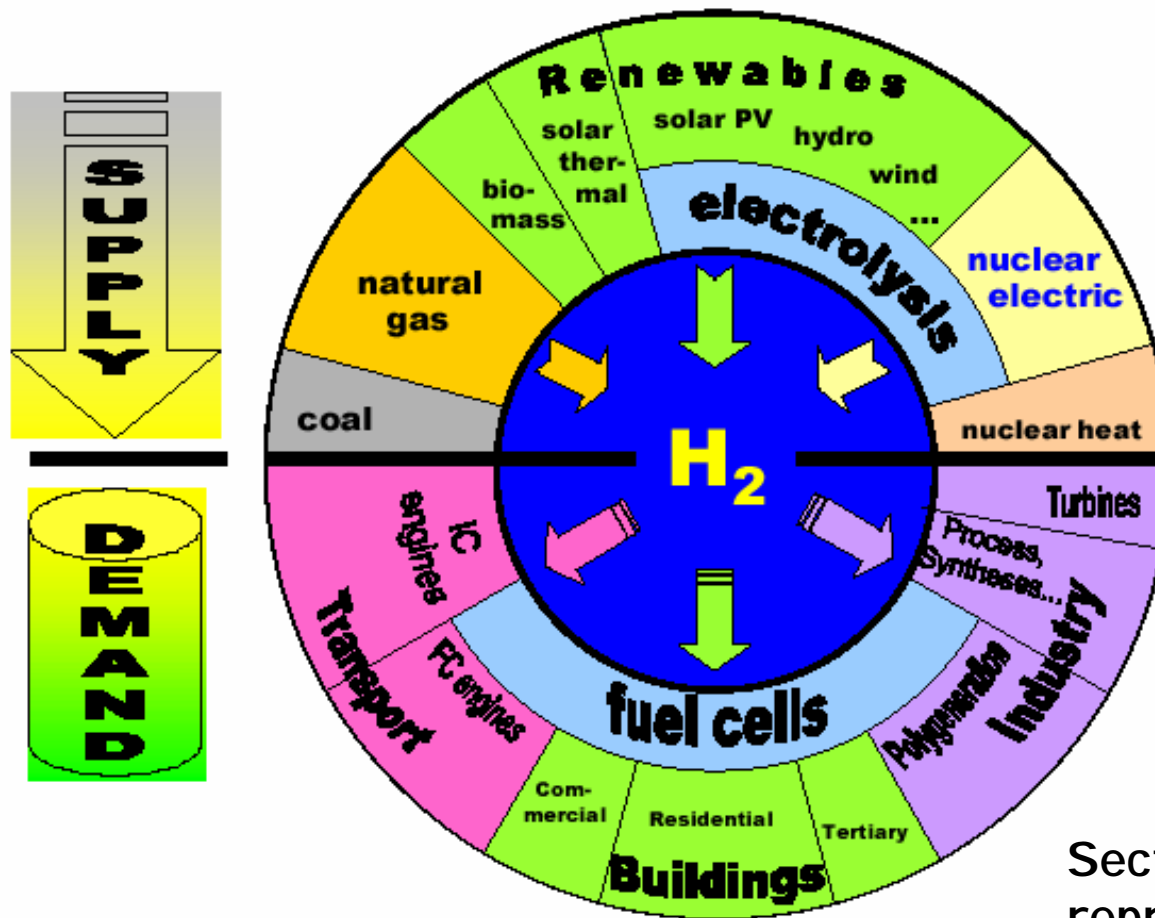 SUPPLY
DEMAND
Renewables
solar PV
hydro
wind
...
solar
ther-
mal
bio-
mass
electrolysis
natural
gas
nuclear
electric
coal
nuclear heat
H2
IC
engines
Turbines
Process,
Syntheses...
Transport
FC engines
fuel cells
Polygeneration
Industry
Com-
mercial
Residential
Tertiary
Buildings